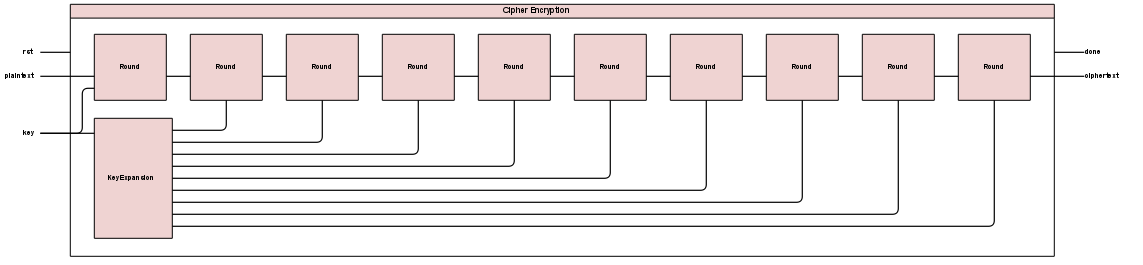 Cipher Encryption
rst
done
Round
Round
Round
Round
Round
Round
Round
Round
Round
Round
plaintext
ciphertext
key
KeyExpansion